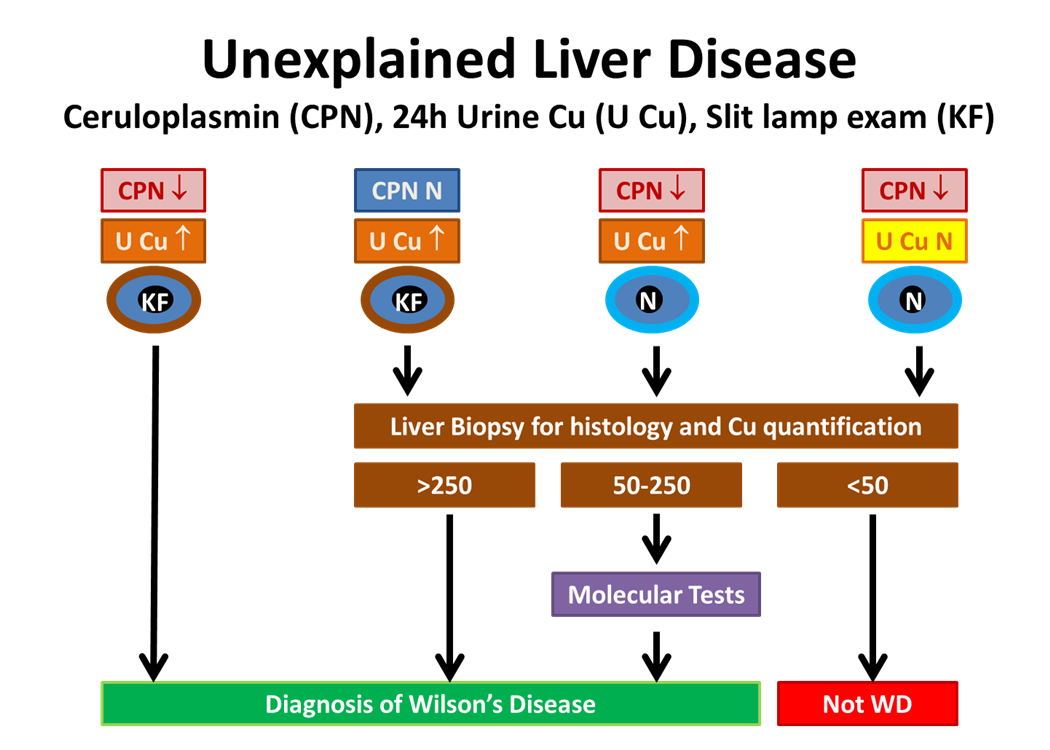 Unexplained Liver Disease
Ceruloplasmin (CPN), 24h Urine Cu (U Cu), Slit lamp exam (KF)
CPN ↓
CPN N
CPN ↓
CPN ↓
U Cu ↑
U Cu ↑
U Cu ↑
U Cu N
KF
KF
N
N
Liver Biopsy for histology and Cu quantification
>250
50-250
<50
Molecular Tests
Diagnosis of Wilson’s Disease
Not WD